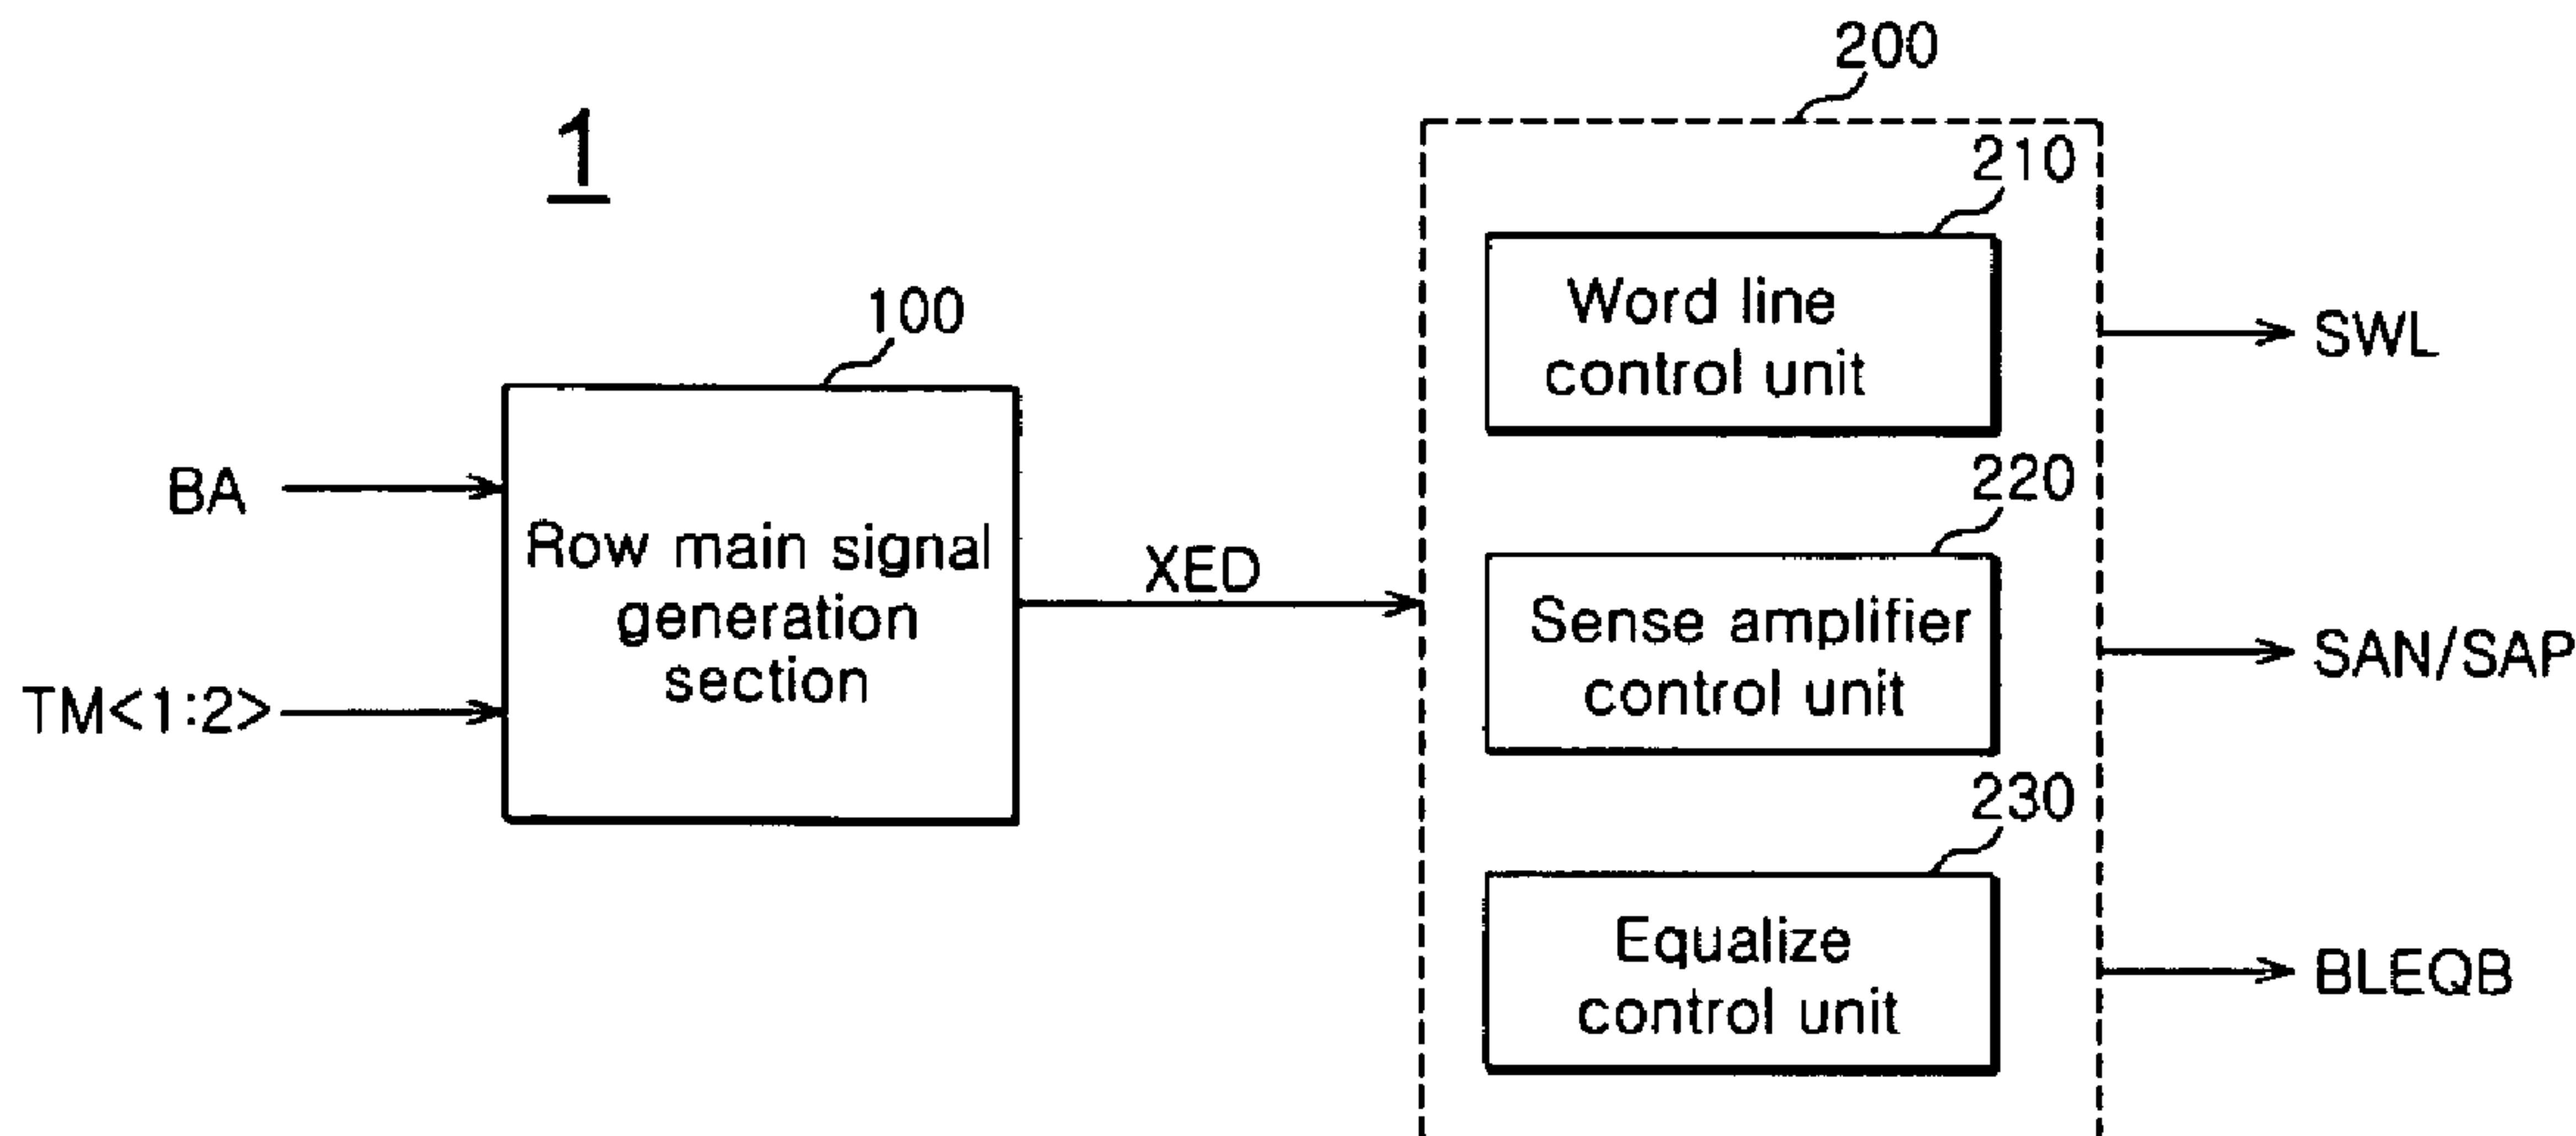 1
200
210
Word line
control unit
SWL
100
BA
TM<1:2>
Row main signal
generation
section
XED
220
Sense amplifier
control unit
SAN/SAP
230
Equalize
control unit
BLEQB